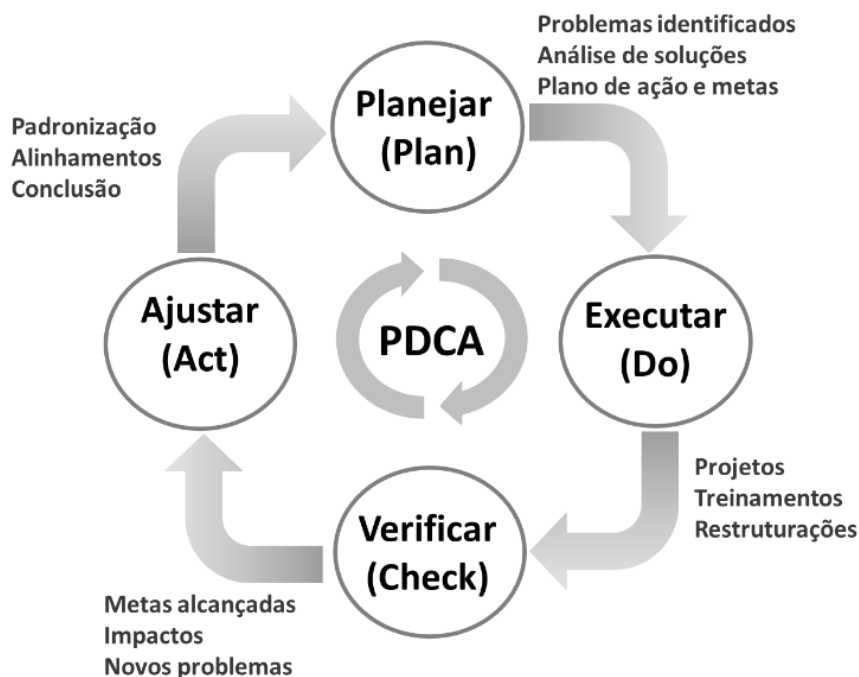 Problemas identificados
Análise de soluções
Plano de ação e metas
Planejar
(Plan)
Padronização
Alinhamentos
Conclusão
Ajustar
(Act)
PDCA
Executar
(Do)
Projetos
Treinamentos
Restruturações
Verificar
(Check)
Metas alcançadas
Impactos
Novos problemas